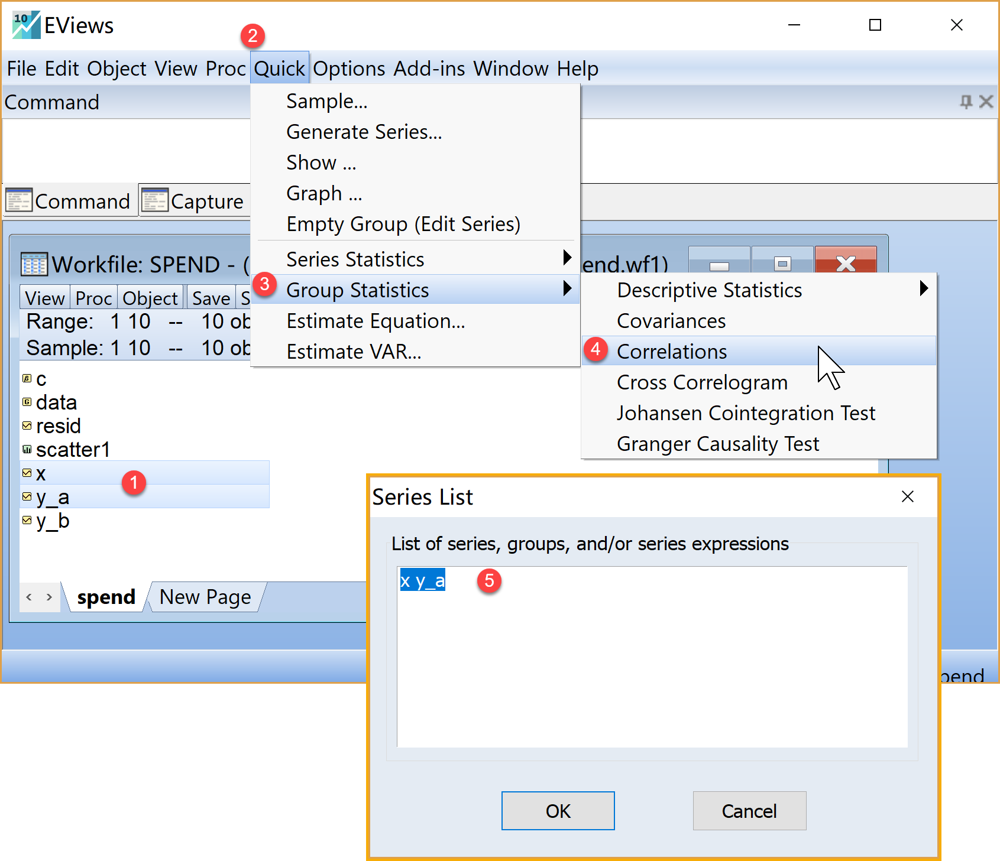 10 EViews
2
File Edit Object View Proc Quick Options Add-ins Window Help
Command
Sample...
Generate Series...
Show ...
Graph ...
Empty Group (Edit Series)
Series Statistics
3 Group Statistics
Estimate Equation...
Estimate VAR...
Command Capture
Workfile: SPEND - ( end.wf1)
View Proc Object Save S
Range: 1 10 -- 10 ob
Sample: 1 10 -- 10 ob
Descriptive Statistics
Covariances
4 Correlations
Cross Correlogram
Johansen Cointegration Test
Granger Causality Test
β c
G data
resid
scatter1
x
1
y_a
y_b
< > spend New Page
pend
Series List
List of series, groups, and/or series expressions
x y_a 5
OK Cancel